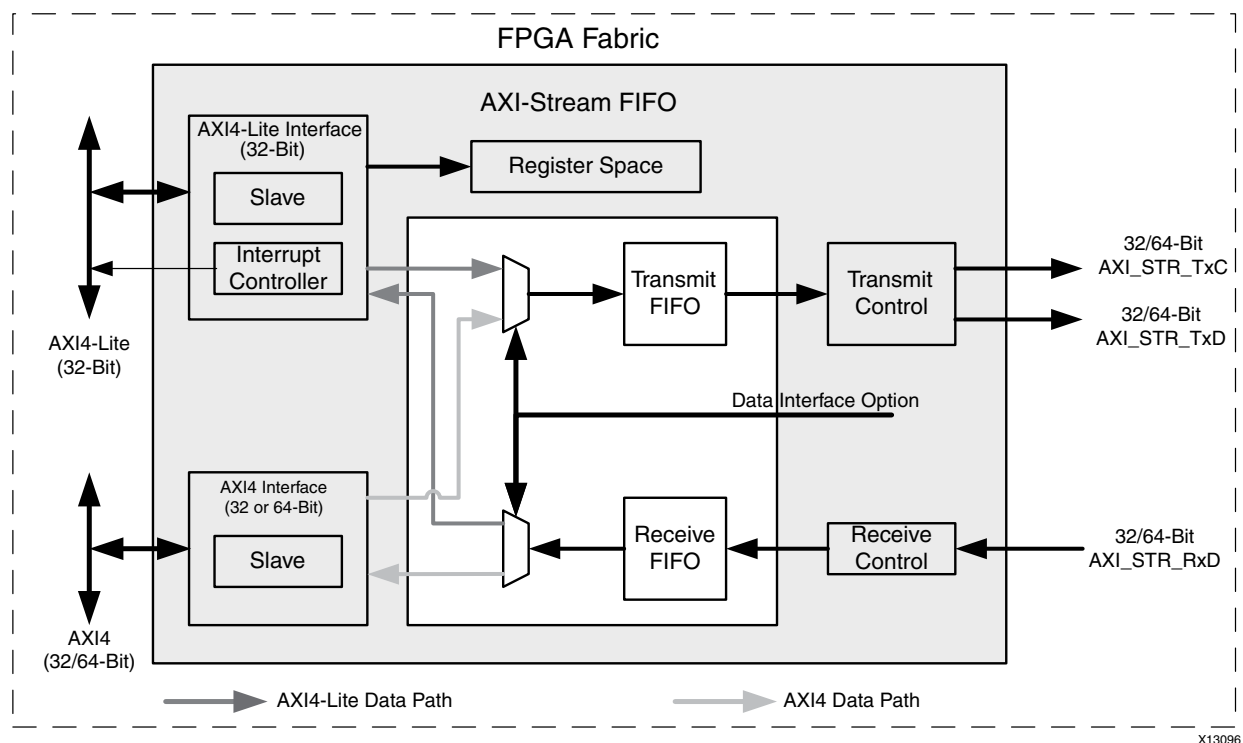 FPGA Fabric
AXI-Stream FIFO
AXI4-Lite Interface
(32-Bit)
Slave
Interrupt
Controller
Register Space
AXI4-Lite
(32-Bit)
Transmit
FIFO
Transmit
Control
32/64-Bit
AXI_STR_TxC
32/64-Bit
AXI_STR_TxD
Data Interface Option
AXI4 Interface
(32 or 64-Bit)
Slave
AXI4
(32/64-Bit)
Receive
FIFO
Receive
Control
32/64-Bit
AXI_STR_RxD
AXI4-Lite Data Path
AXI4 Data Path
X13096